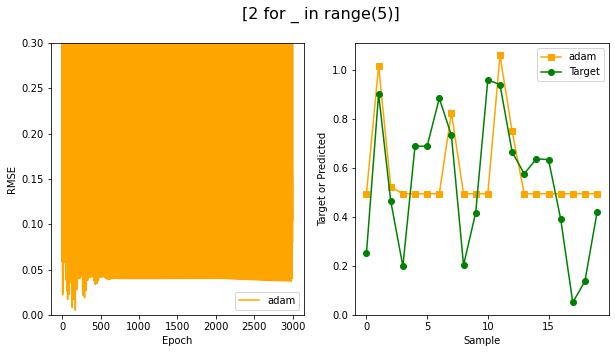 [2 for _ in range(5)]
0.30
0.25
0.20
0.15
0.10
0.05
0.00
RMSE
0 500 1000 1500 2000 2500 3000
Epoch
adam
1.0
0.8
0.6
0.4
0.2
0.0
Target or Predicted
0 5 10 15
Sample
adam
Target